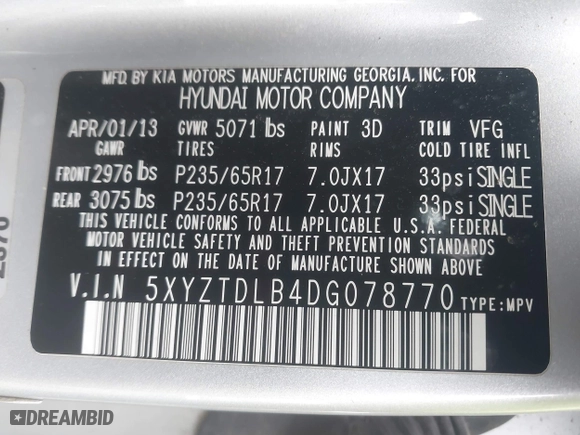 MFD. BY KIA MOTORS MANUFACTURING GEORGIA, INC. FOR
HYUNDAI MOTOR COMPANY
APR/01/13 GVWR 5071 lbs PAINT 3D TRIM VFG
GAWR TIRES RIMS COLD TIRE INFL
FRONT 2976 lbs P235/65R17 7.0JX17 33psi SINGLE
REAR 3075 lbs P235/65R17 7.0JX17 33psi SINGLE
THIS VEHICLE CONFORMS TO ALL APPLICABLE U.S.A. FEDERAL
MOTOR VEHICLE SAFETY AND THEFT PREVENTION STANDARDS
IN EFFECT ON THE DATE OF MANUFACTURE SHOWN ABOVE.
V.I.N 5XYZTDLB4DG078770 TYPE:MPV
DREAMBID